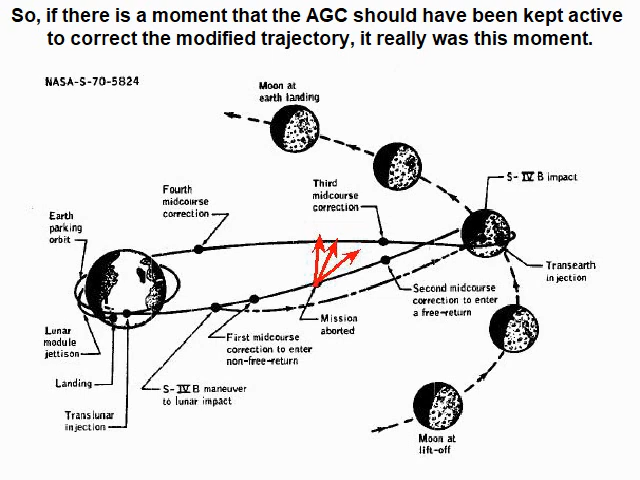 So, if there is a moment that the AGC should have been kept active
to correct the modified trajectory, it really was this moment.
NASA-S-70-5824
Moon at
earth landing
S-IVB impact
Fourth
midcourse
correction
Third
midcourse
correction
Earth
parking
orbit
Transearth
injection
Second midcourse
correction to enter
a free-return
Mission
aborted
Lunar
module
jettison
First midcourse
correction to enter
non-free-return
Landing
S-IVB maneuver
to lunar impact
Translunar
injection
Moon at
lift-off